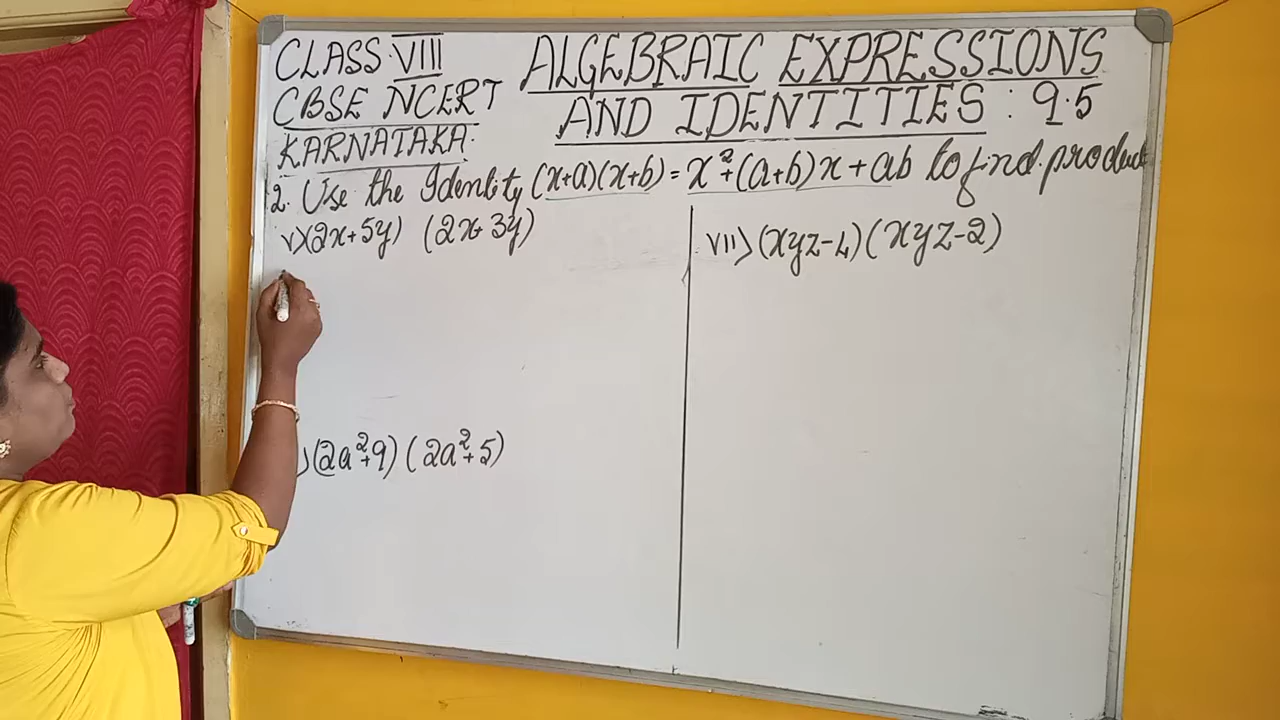 CLASS VIII
CBSE NCERT
KARNATAKA:
ALGEBRAIC EXPRESSIONS
AND IDENTITIES : 9.5
2. Use the Identity (x+a)(x+b) = x²+(a+b)x+ab to find product
v>(2x+5y) (2x+3y)
)(2a²+9) (2a²+5)
VII>(xyz-4)(xyz-2)